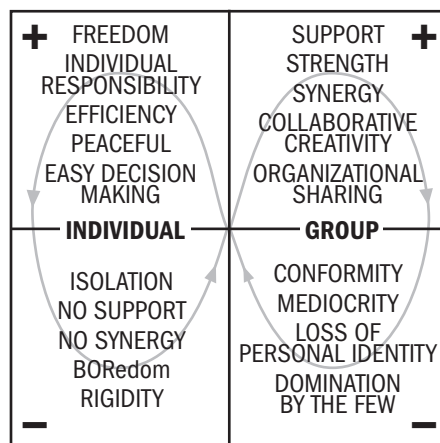 +
FREEDOM
INDIVIDUAL
RESPONSIBILITY
EFFICIENCY
PEACEFUL
EASY DECISION
MAKING
SUPPORT
STRENGTH
SYNERGY
COLLABORATIVE
CREATIVITY
ORGANIZATIONAL
SHARING
+
INDIVIDUAL
GROUP
ISOLATION
NO SUPPORT
NO SYNERGY
BORedom
RIGIDITY
–
CONFORMITY
MEDIOCRITY
LOSS OF
PERSONAL IDENTITY
DOMINATION
BY THE FEW
–